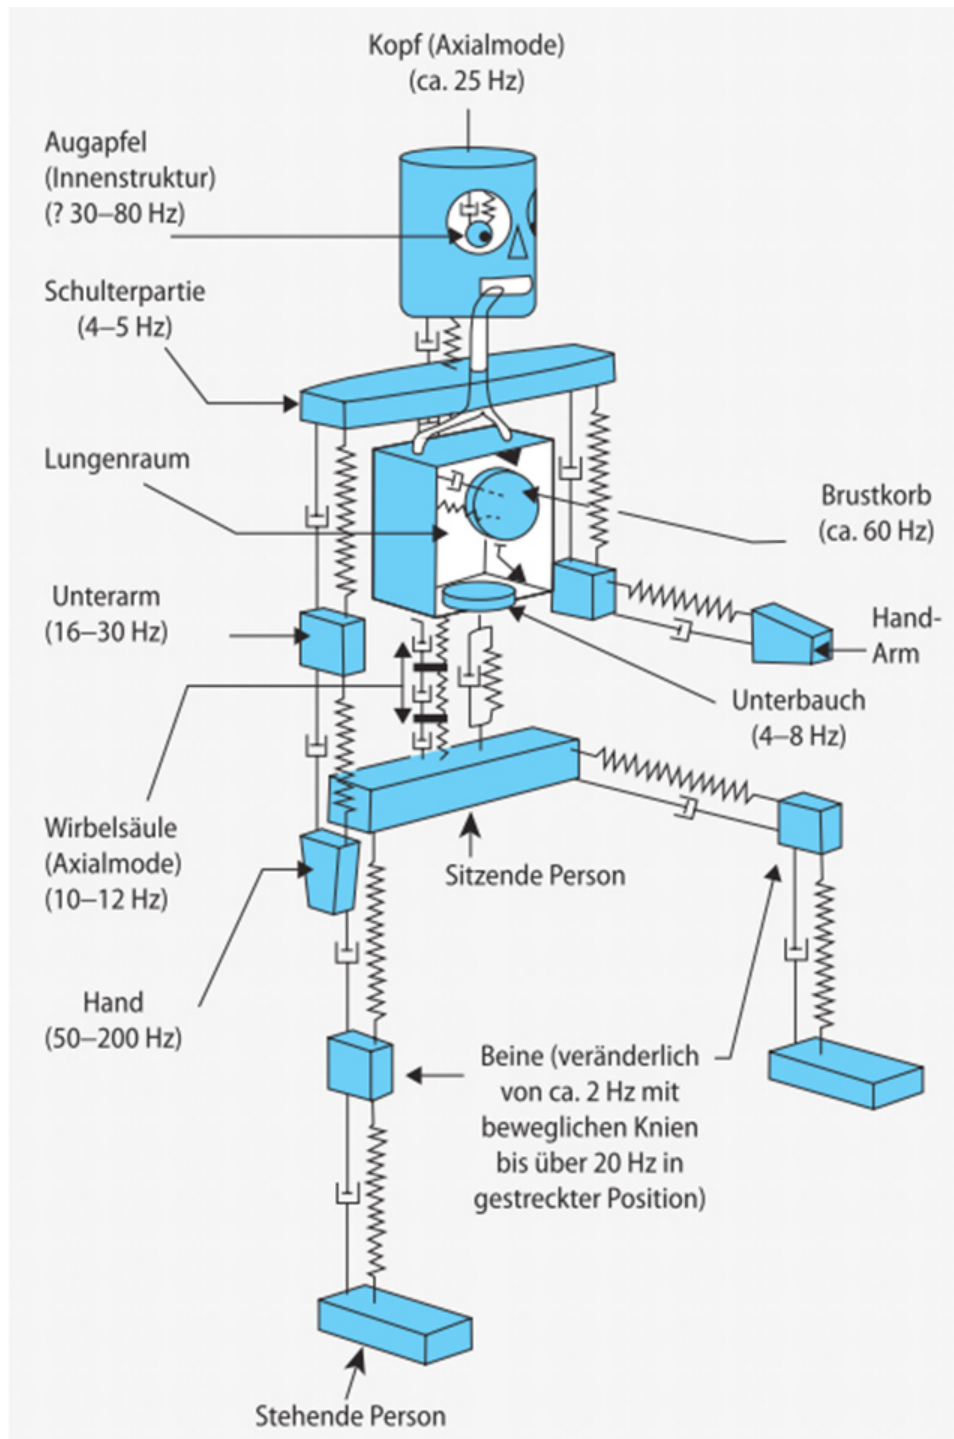 Kopf (Axialmode)
(ca. 25 Hz)
Augapfel
(Innenstruktur)
(? 30–80 Hz)
Schulterpartie
(4–5 Hz)
Lungenraum
Brustkorb
(ca. 60 Hz)
Unterarm
(16–30 Hz)
Hand-
Arm
Unterbauch
(4–8 Hz)
Wirbelsäule
(Axialmode)
(10–12 Hz)
Sitzende Person
Hand
(50–200 Hz)
Beine (veränderlich
von ca. 2 Hz mit
beweglichen Knien
bis über 20 Hz in
gestreckter Position)
Stehende Person